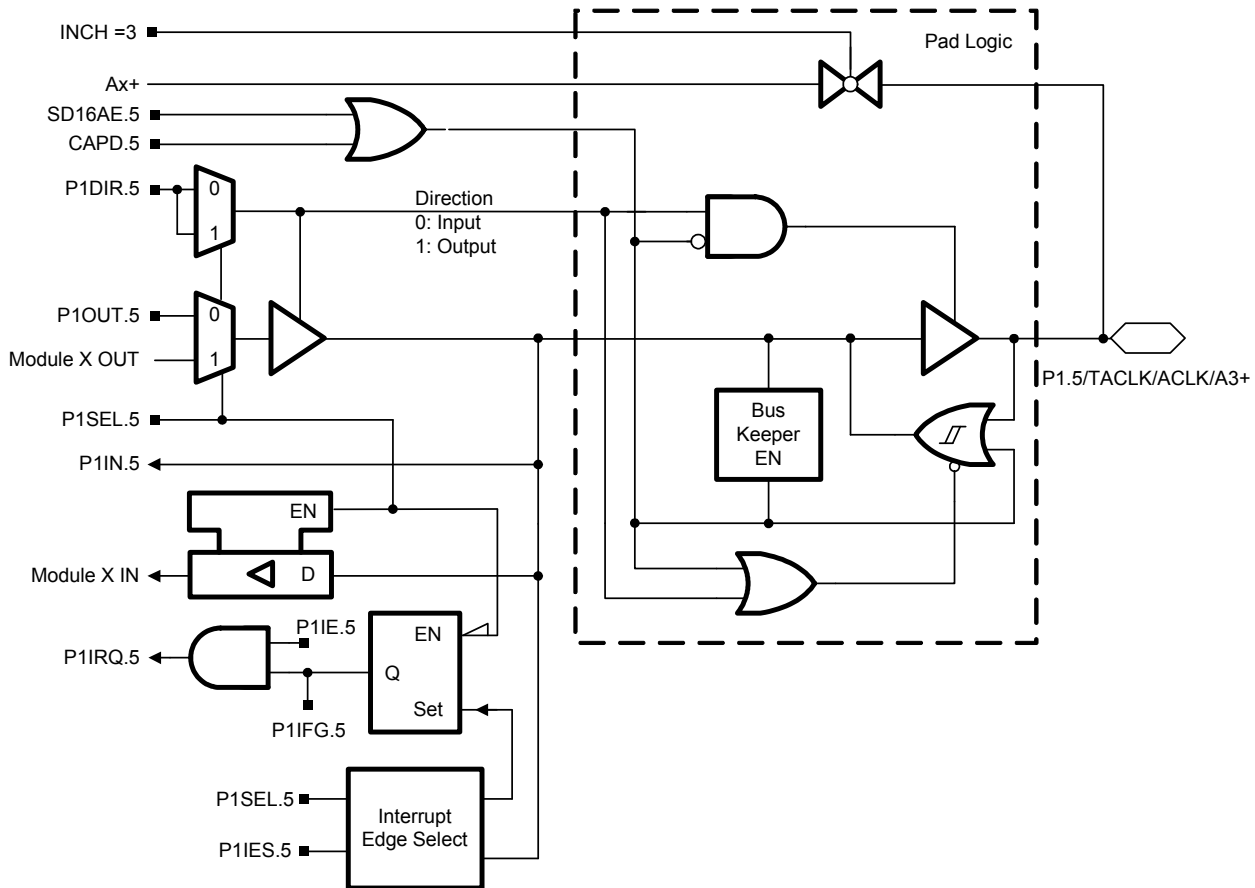 INCH =3
Pad Logic
Ax+
SD16AE.5
CAPD.5
P1DIR.5
0
1
Direction
0: Input
1: Output
P1OUT.5
0
Module X OUT
1
P1.5/TACLK/ACLK/A3+
P1SEL.5
Bus
Keeper
EN
P1IN.5
EN
Module X IN
D
P1IE.5
EN
P1IRQ.5
Q
Set
P1IFG.5
P1SEL.5
Interrupt
Edge Select
P1IES.5